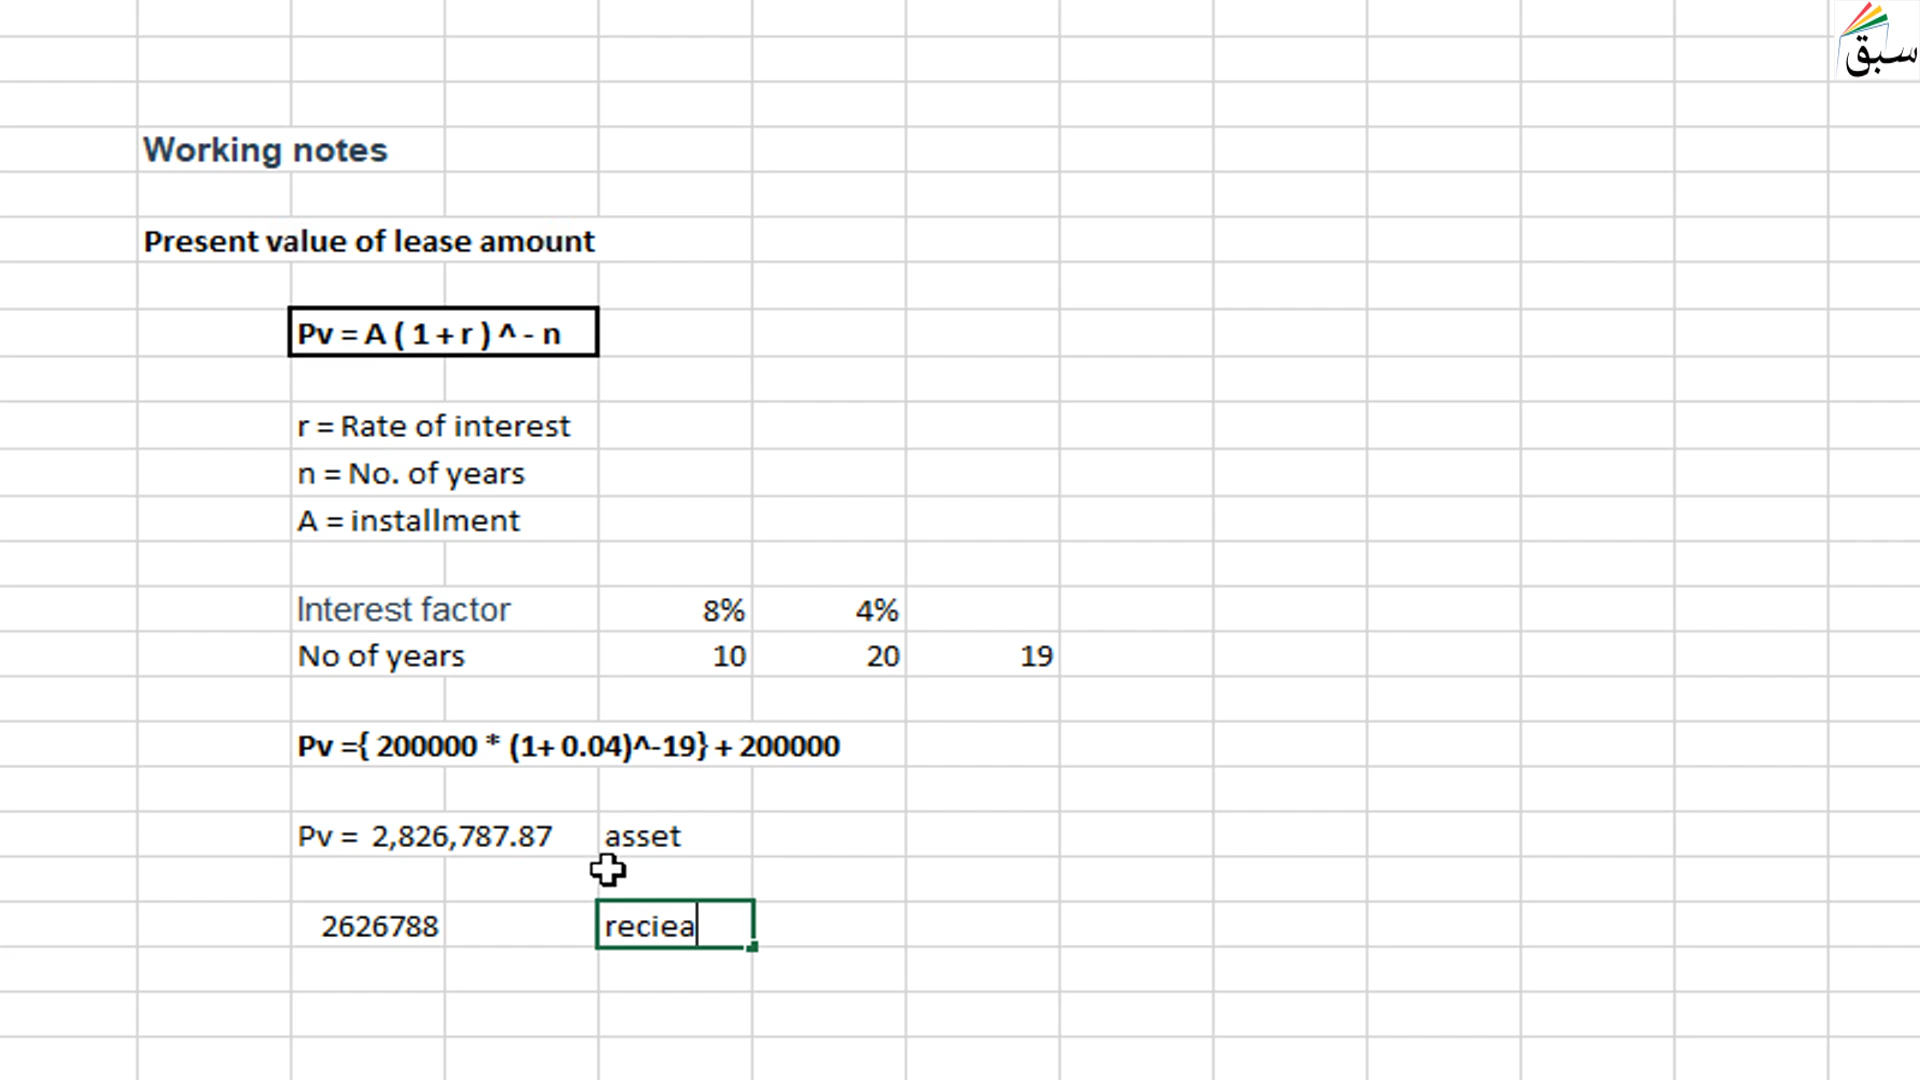 سبق
Working notes
Present value of lease amount
Pv = A ( 1 + r ) ^ - n
r = Rate of interest
n = No. of years
A = installment
Interest factor 8% 4%
No of years 10 20 19
Pv ={ 200000 * (1+ 0.04)^-19} + 200000
Pv = 2,826,787.87 asset
2626788 reciea